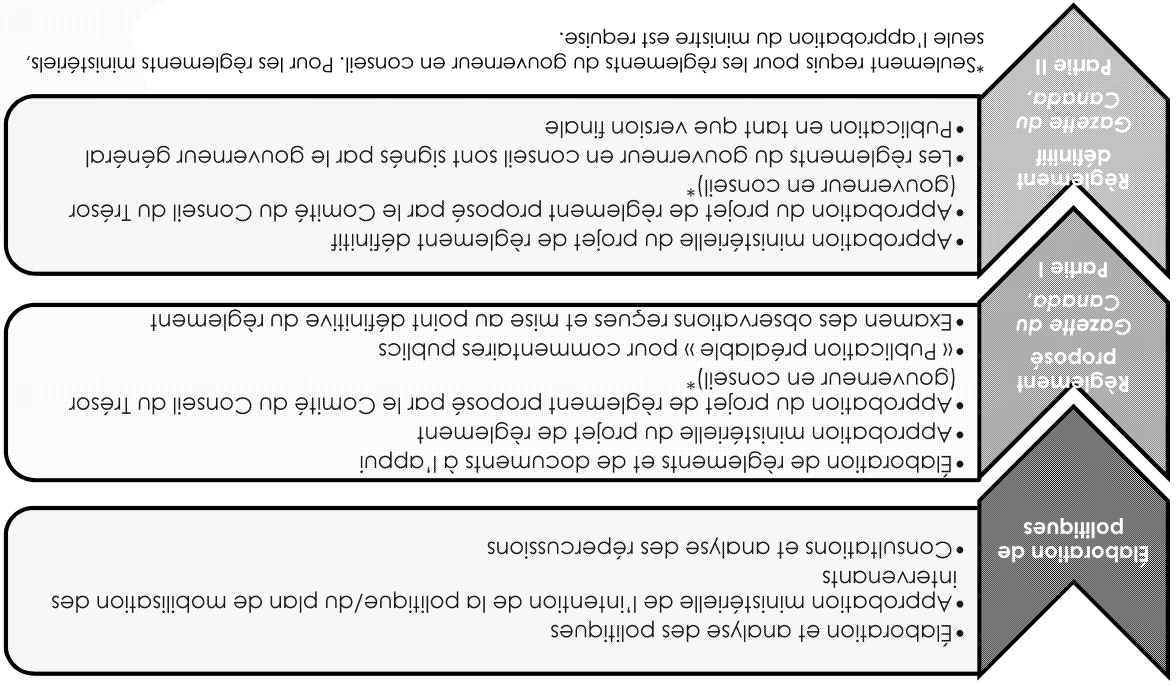 Élaboration de
politiques
•Élaboration et analyse des politiques
•Approbation ministérielle de l'intention de la politique/du plan de mobilisation des
intervenants
•Consultations et analyse des répercussions
Règlement
proposé
Gazette du
Canada,
Partie I
•Élaboration de règlements et de documents à l'appui
•Approbation ministérielle du projet de règlement
•Approbation du projet de règlement proposé par le Comité du Conseil du Trésor
(gouverneur en conseil)*
•« Publication préalable » pour commentaires publics
•Examen des observations reçues et mise au point définitive du règlement
Règlement
définitif
Gazette du
Canada,
Partie II
•Approbation ministérielle du projet de règlement définitif
•Approbation du projet de règlement proposé par le Comité du Conseil du Trésor
(gouverneur en conseil)*
•Les règlements du gouverneur en conseil sont signés par le gouverneur général
•Publication en tant que version finale
*Seulement requis pour les règlements du gouverneur en conseil. Pour les règlements ministériels,
seule l'approbation du ministre est requise.